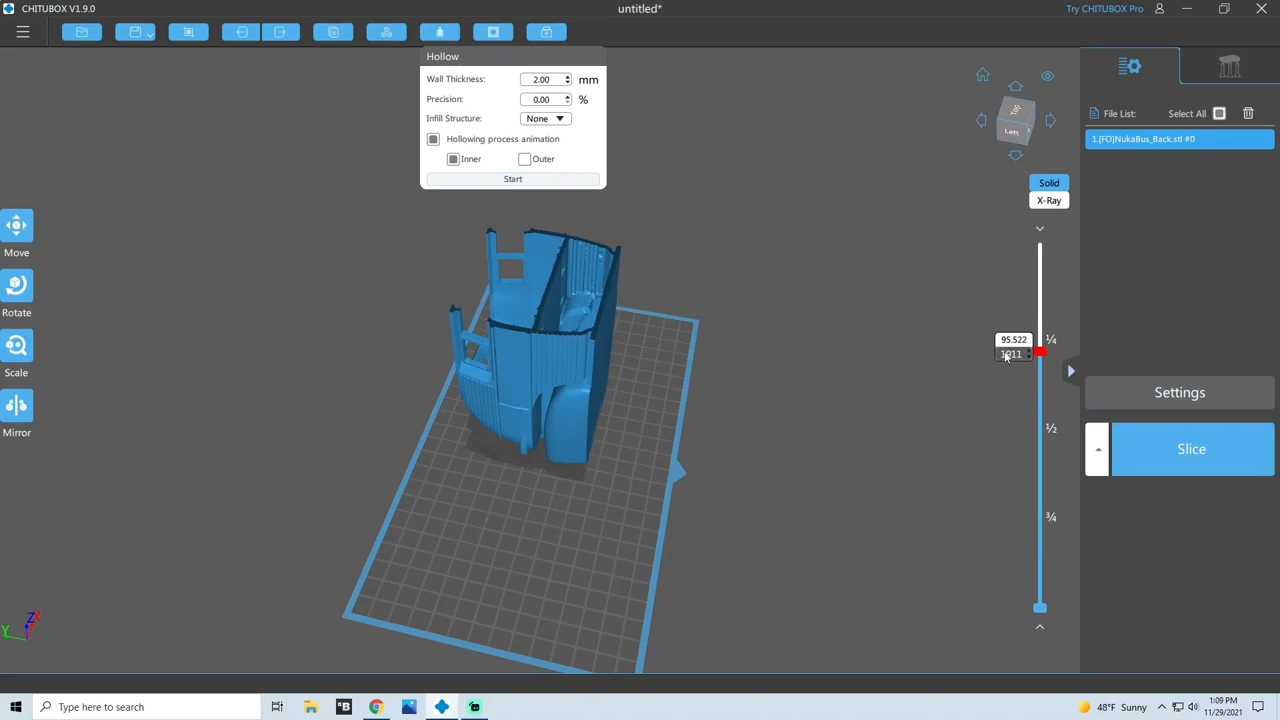 CHITUBOX V1.9.0
untitled*
Try CHITUBOX Pro
Hollow
Wall Thickness: 2.00 mm
Precision: 0.00 %
Infill Structure: None
Hollowing process animation
Inner Outer
Start
File List: Select All
1.[FO]NukaBus_Back.stl #0
Left
Solid
X-Ray
Move
Rotate
Scale
Mirror
95.522
1911
1/4
1/2
3/4
Settings
Slice
Z
X
Y
Type here to search
48°F Sunny
1:09 PM
11/29/2021